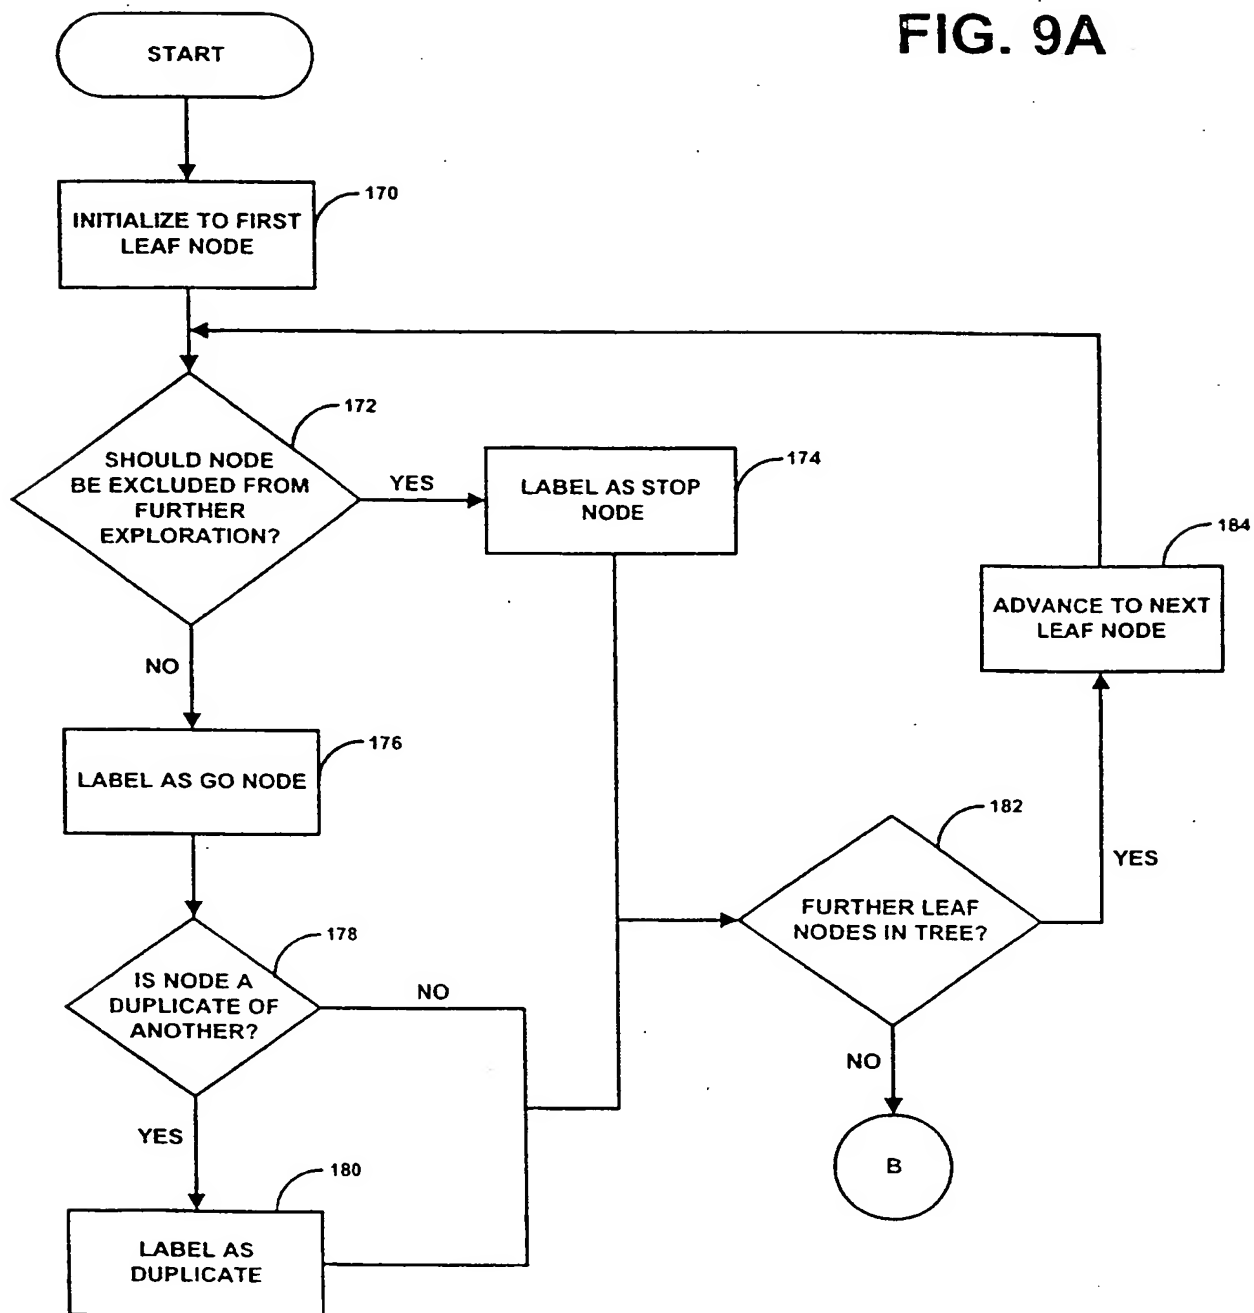 FIG. 9A
START
170
INITIALIZE TO FIRST
LEAF NODE
172
SHOULD NODE
BE EXCLUDED FROM
FURTHER
EXPLORATION?
YES
174
LABEL AS STOP
NODE
184
ADVANCE TO NEXT
LEAF NODE
NO
176
LABEL AS GO NODE
182
FURTHER LEAF
NODES IN TREE?
YES
178
IS NODE A
DUPLICATE OF
ANOTHER?
NO
NO
YES
B
180
LABEL AS
DUPLICATE